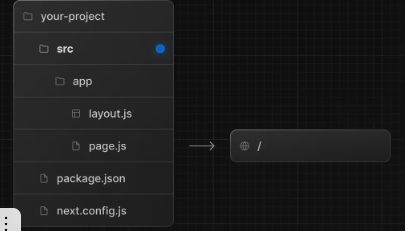 your-project
src
app
layout.js
page.js
/
package.json
next.config.js